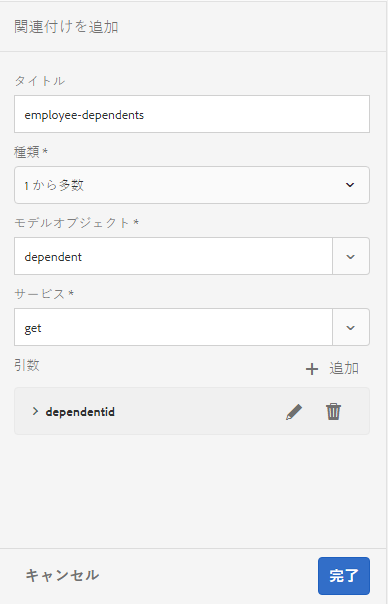 関連付けを追加
タイトル
employee-dependents
種類 *
1 から多数
モデルオブジェクト *
dependent
サービス *
get
引数
+ 追加
dependentid
キャンセル
完了